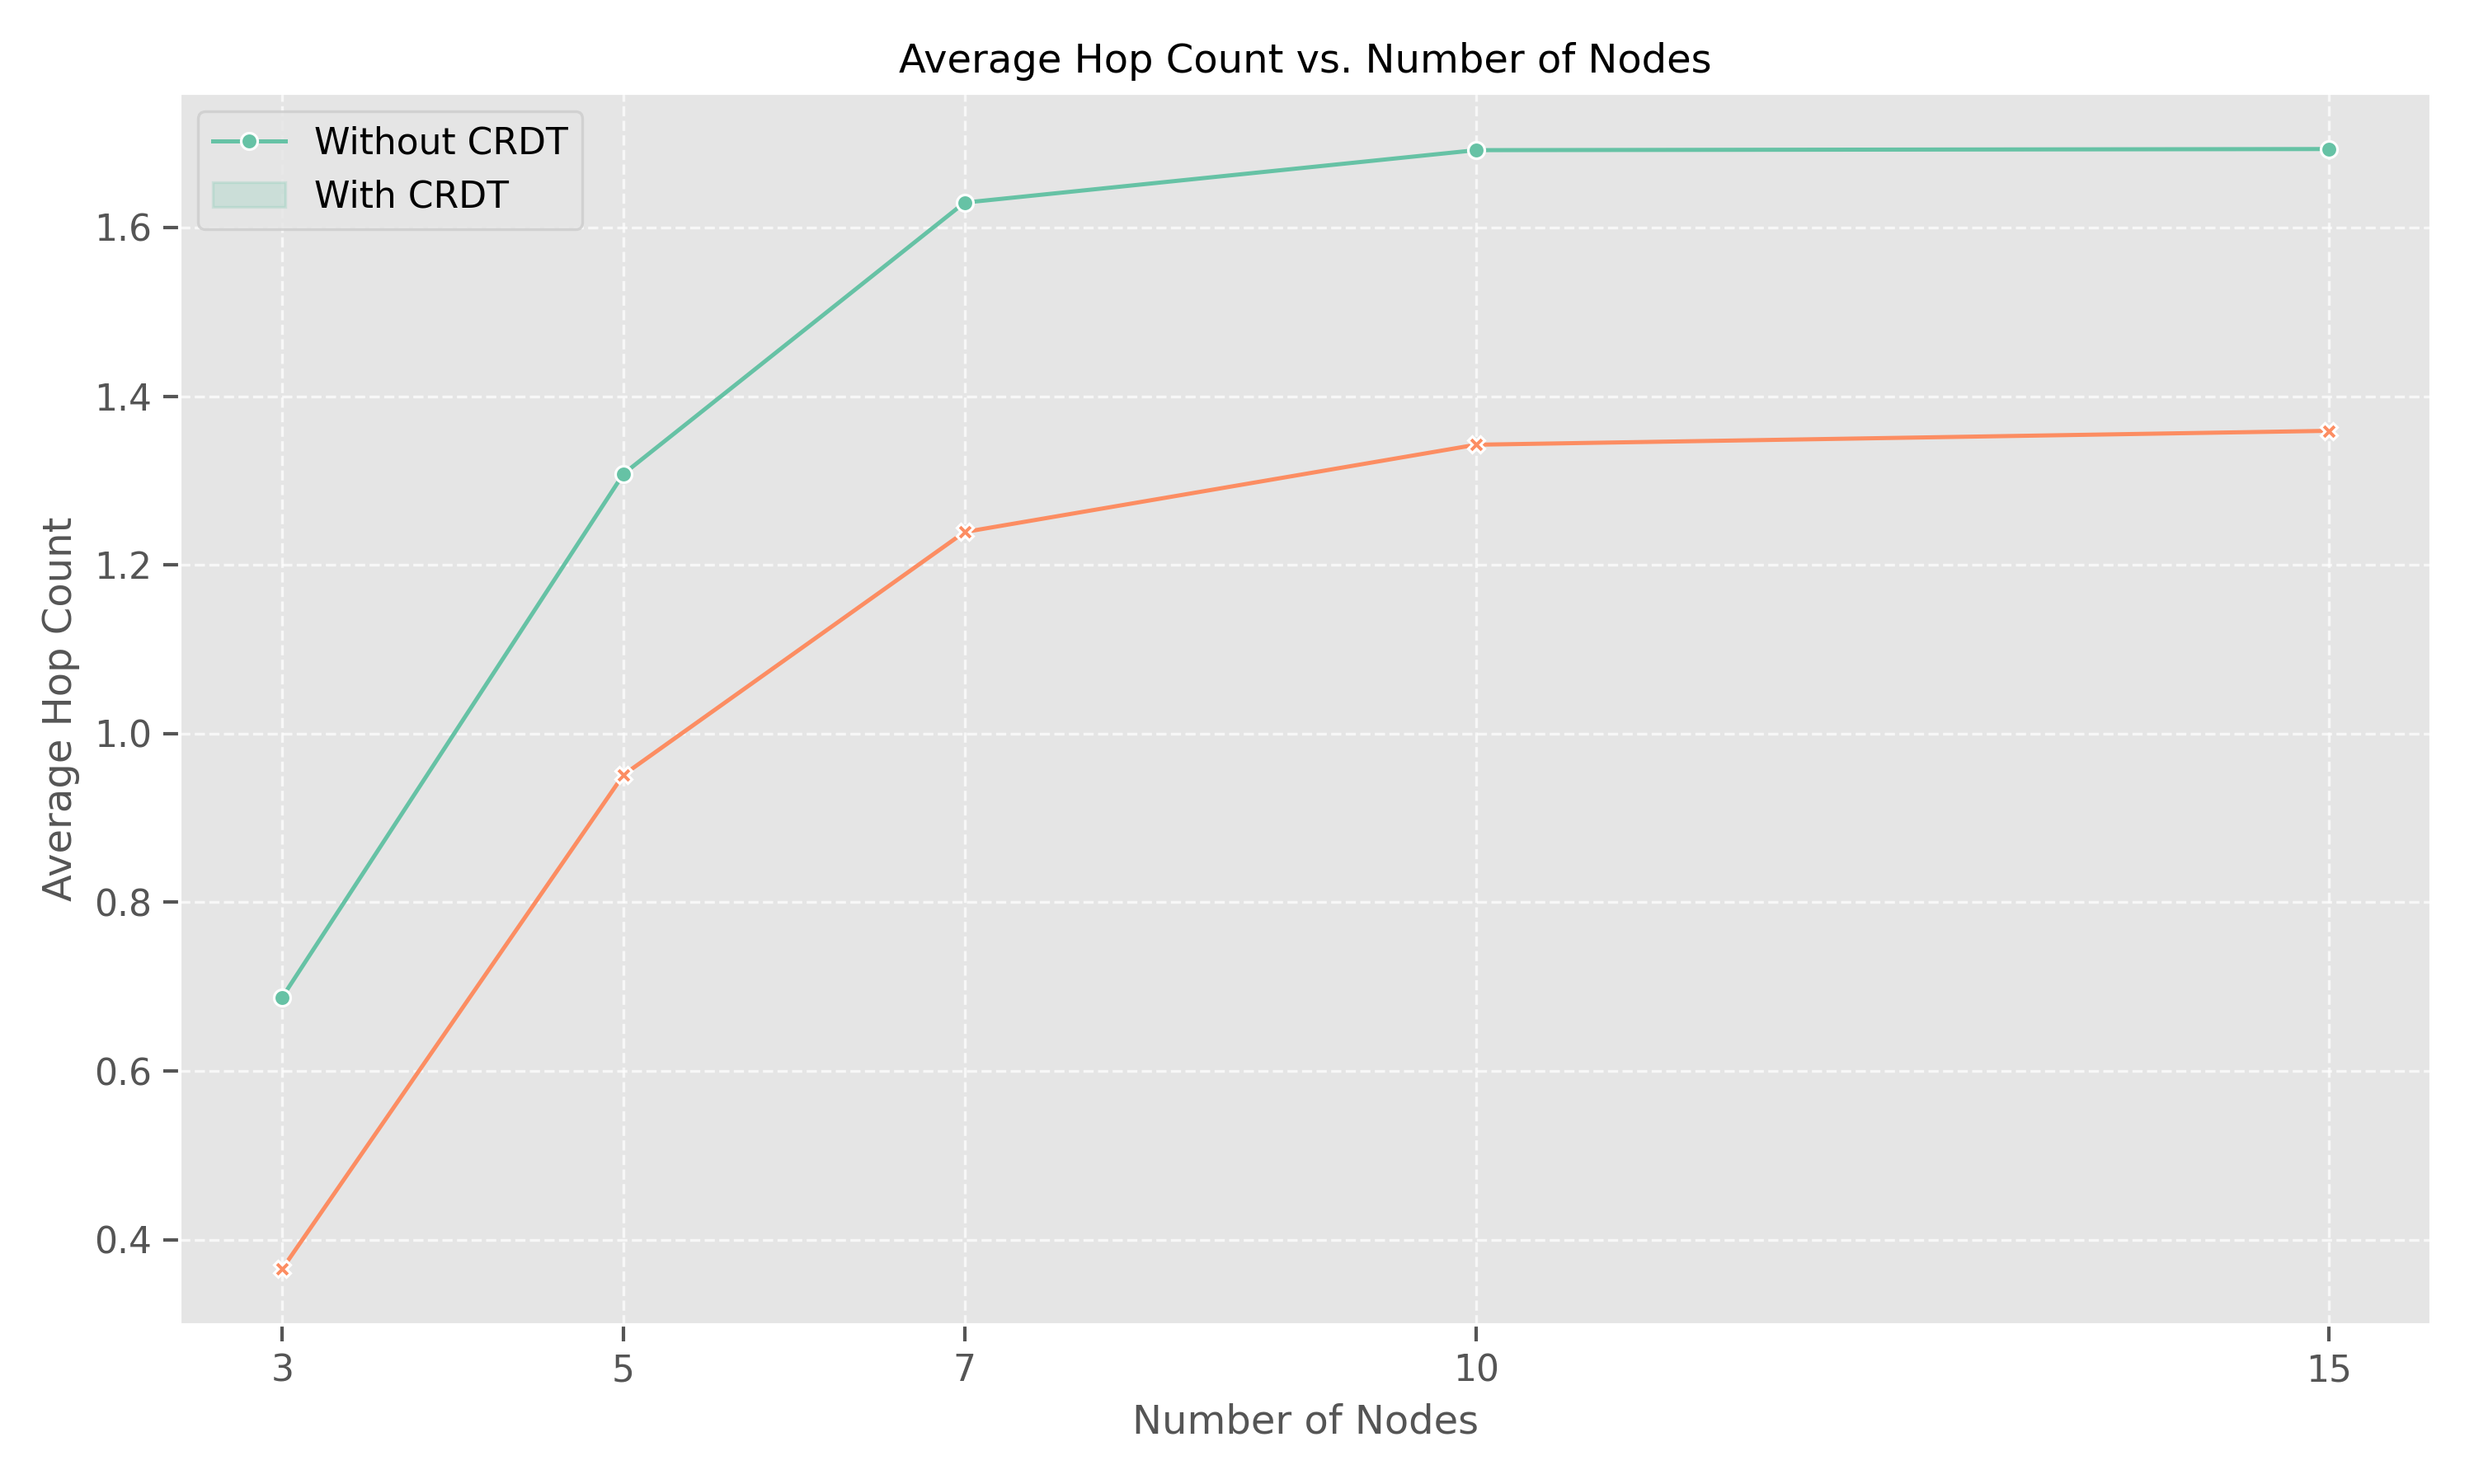 Average Hop Count vs. Number of Nodes
Without CRDT
With CRDT
1.6
1.4
1.2
1.0
0.8
0.6
0.4
Average Hop Count
3 5 7 10 15
Number of Nodes